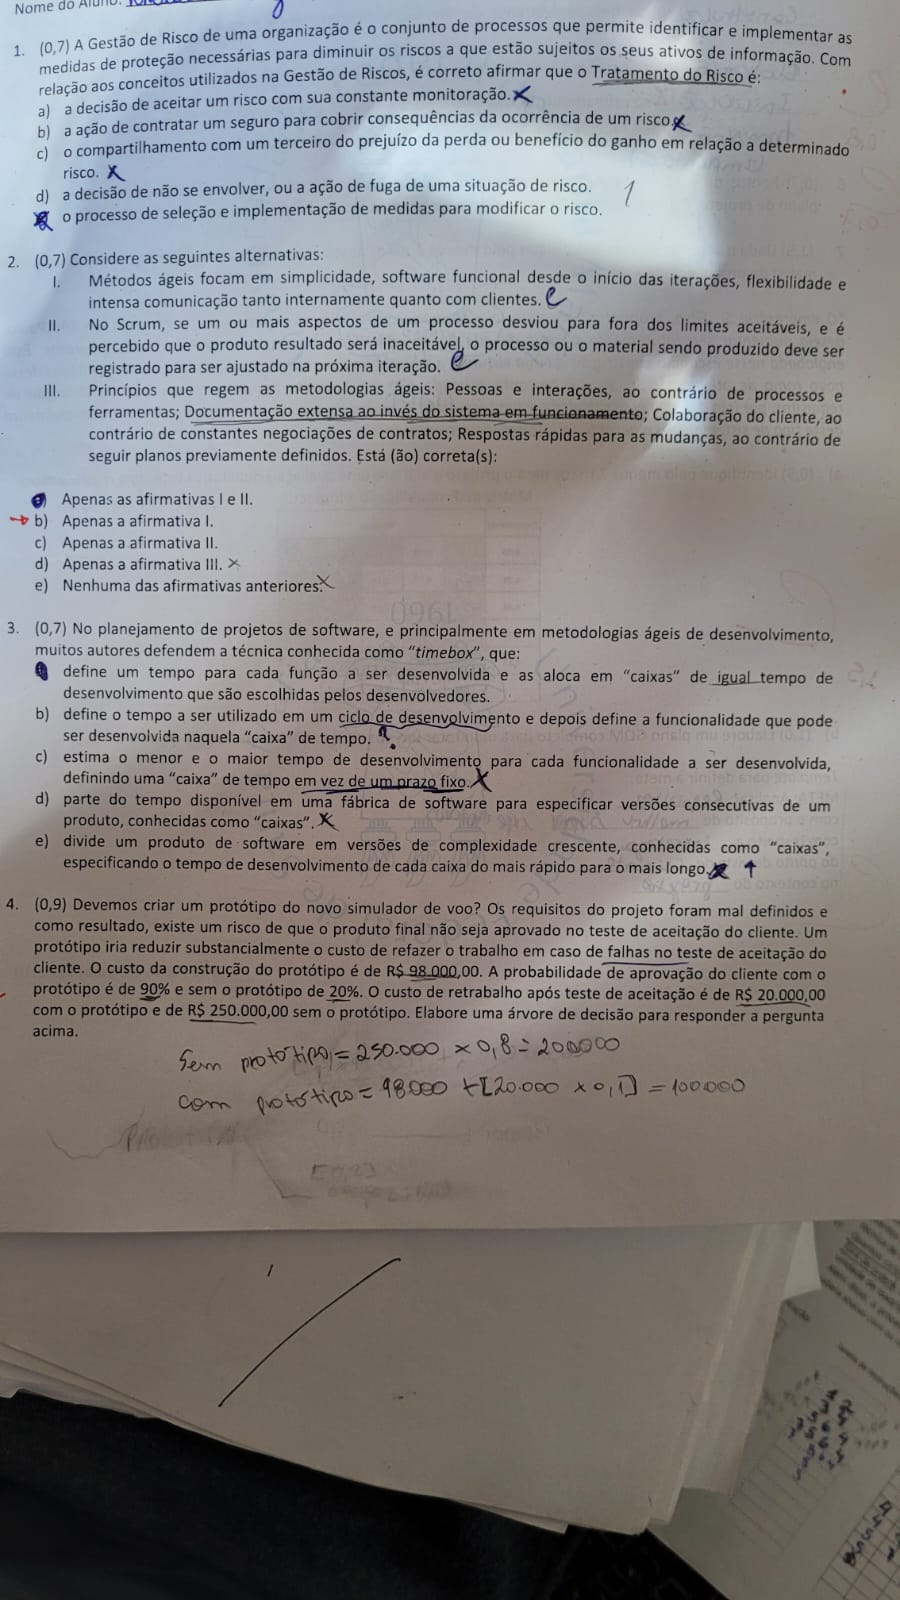 Nome do Aluno:
1. (0,7) A Gestão de Risco de uma organização é o conjunto de processos que permite identificar e implementar as
medidas de proteção necessárias para diminuir os riscos a que estão sujeitos os seus ativos de informação. Com
relação aos conceitos utilizados na Gestão de Riscos, é correto afirmar que o Tratamento do Risco é:
a) a decisão de aceitar um risco com sua constante monitoração. X
b) a ação de contratar um seguro para cobrir consequências da ocorrência de um risco. X
c) o compartilhamento com um terceiro do prejuízo da perda ou benefício do ganho em relação a determinado
risco. X
d) a decisão de não se envolver, ou a ação de fuga de uma situação de risco. 1
o processo de seleção e implementação de medidas para modificar o risco.
2. (0,7) Considere as seguintes alternativas:
I. Métodos ágeis focam em simplicidade, software funcional desde o início das iterações, flexibilidade e
intensa comunicação tanto internamente quanto com clientes. C
II. No Scrum, se um ou mais aspectos de um processo desviou para fora dos limites aceitáveis, e é
percebido que o produto resultado será inaceitável, o processo ou o material sendo produzido deve ser
registrado para ser ajustado na próxima iteração. C
III. Princípios que regem as metodologias ágeis: Pessoas e interações, ao contrário de processos e
ferramentas; Documentação extensa ao invés do sistema em funcionamento; Colaboração do cliente, ao
contrário de constantes negociações de contratos; Respostas rápidas para as mudanças, ao contrário de
seguir planos previamente definidos. Está (ão) correta(s):
Apenas as afirmativas I e II.
b) Apenas a afirmativa I.
c) Apenas a afirmativa II.
d) Apenas a afirmativa III. X
e) Nenhuma das afirmativas anteriores. X
3. (0,7) No planejamento de projetos de software, e principalmente em metodologias ágeis de desenvolvimento,
muitos autores defendem a técnica conhecida como "timebox", que:
define um tempo para cada função a ser desenvolvida e as aloca em "caixas" de igual tempo de
desenvolvimento que são escolhidas pelos desenvolvedores.
b) define o tempo a ser utilizado em um ciclo de desenvolvimento e depois define a funcionalidade que pode
ser desenvolvida naquela "caixa" de tempo. ?
c) estima o menor e o maior tempo de desenvolvimento para cada funcionalidade a ser desenvolvida,
definindo uma "caixa" de tempo em vez de um prazo fixo. X
d) parte do tempo disponível em uma fábrica de software para especificar versões consecutivas de um
produto, conhecidas como "caixas". X
e) divide um produto de software em versões de complexidade crescente, conhecidas como "caixas",
especificando o tempo de desenvolvimento de cada caixa do mais rápido para o mais longo. X ↑
4. (0,9) Devemos criar um protótipo do novo simulador de voo? Os requisitos do projeto foram mal definidos e
como resultado, existe um risco de que o produto final não seja aprovado no teste de aceitação do cliente. Um
protótipo iria reduzir substancialmente o custo de refazer o trabalho em caso de falhas no teste de aceitação do
cliente. O custo da construção do protótipo é de R$ 98.000,00. A probabilidade de aprovação do cliente com o
protótipo é de 90% e sem o protótipo de 20%. O custo de retrabalho após teste de aceitação é de R$ 20.000,00
com o protótipo e de R$ 250.000,00 sem o protótipo. Elabore uma árvore de decisão para responder a pergunta
acima.
Sem protótipo = 250.000 x 0,8 = 200000
com protótipo = 98000 + [20.000 x 0,1] = 100000